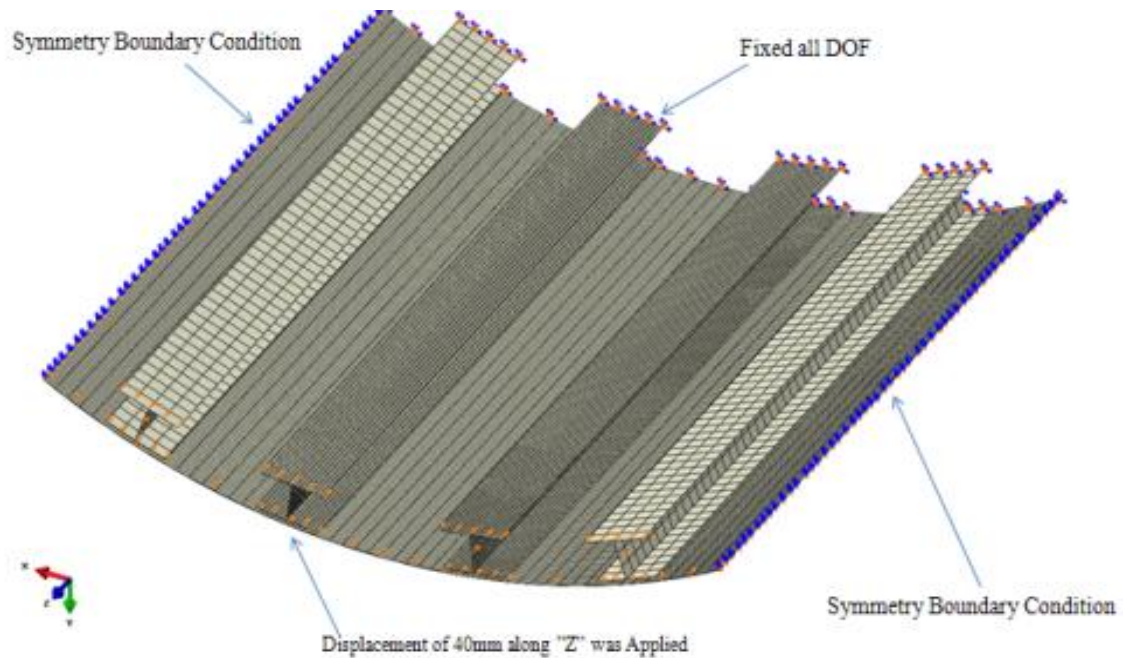 Symmetry Boundary Condition
Fixed all DOF
Symmetry Boundary Condition
Displacement of 40mm along "Z" was Applied
X
Z
Y